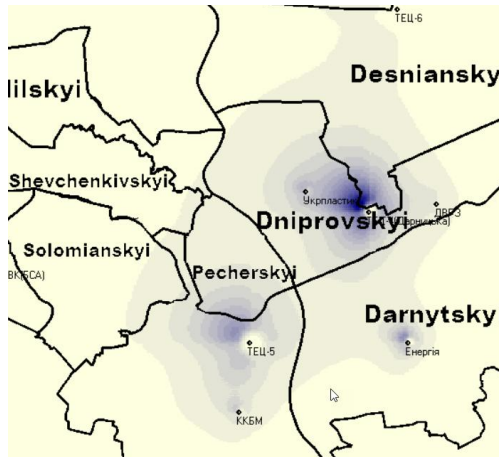 ТЕЦ-6
Desniansky
lilskyi
Shevchenkivskyi
Укрпластик
ДВРЗ
Dniprovskyi
Solomianskyi
Pecherskyi
ВК(БСА)
Darnytsky
ТЕЦ-5
Енергія
ККБМ